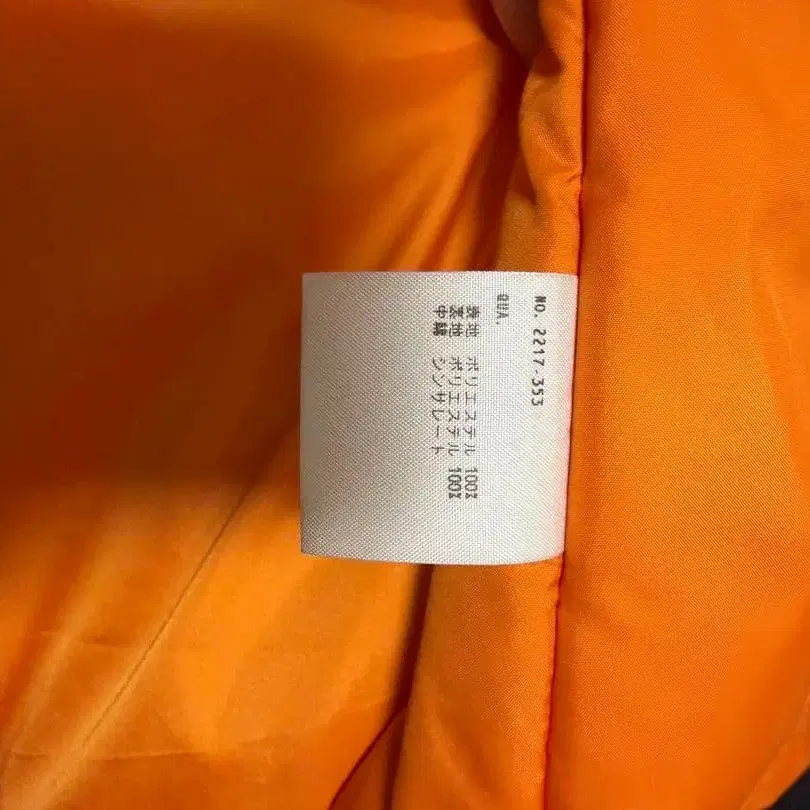 NO. 2217-353
QUA.
表地 ポリエステル 100%
裏地 ポリエステル 100%
中綿 シンサレート